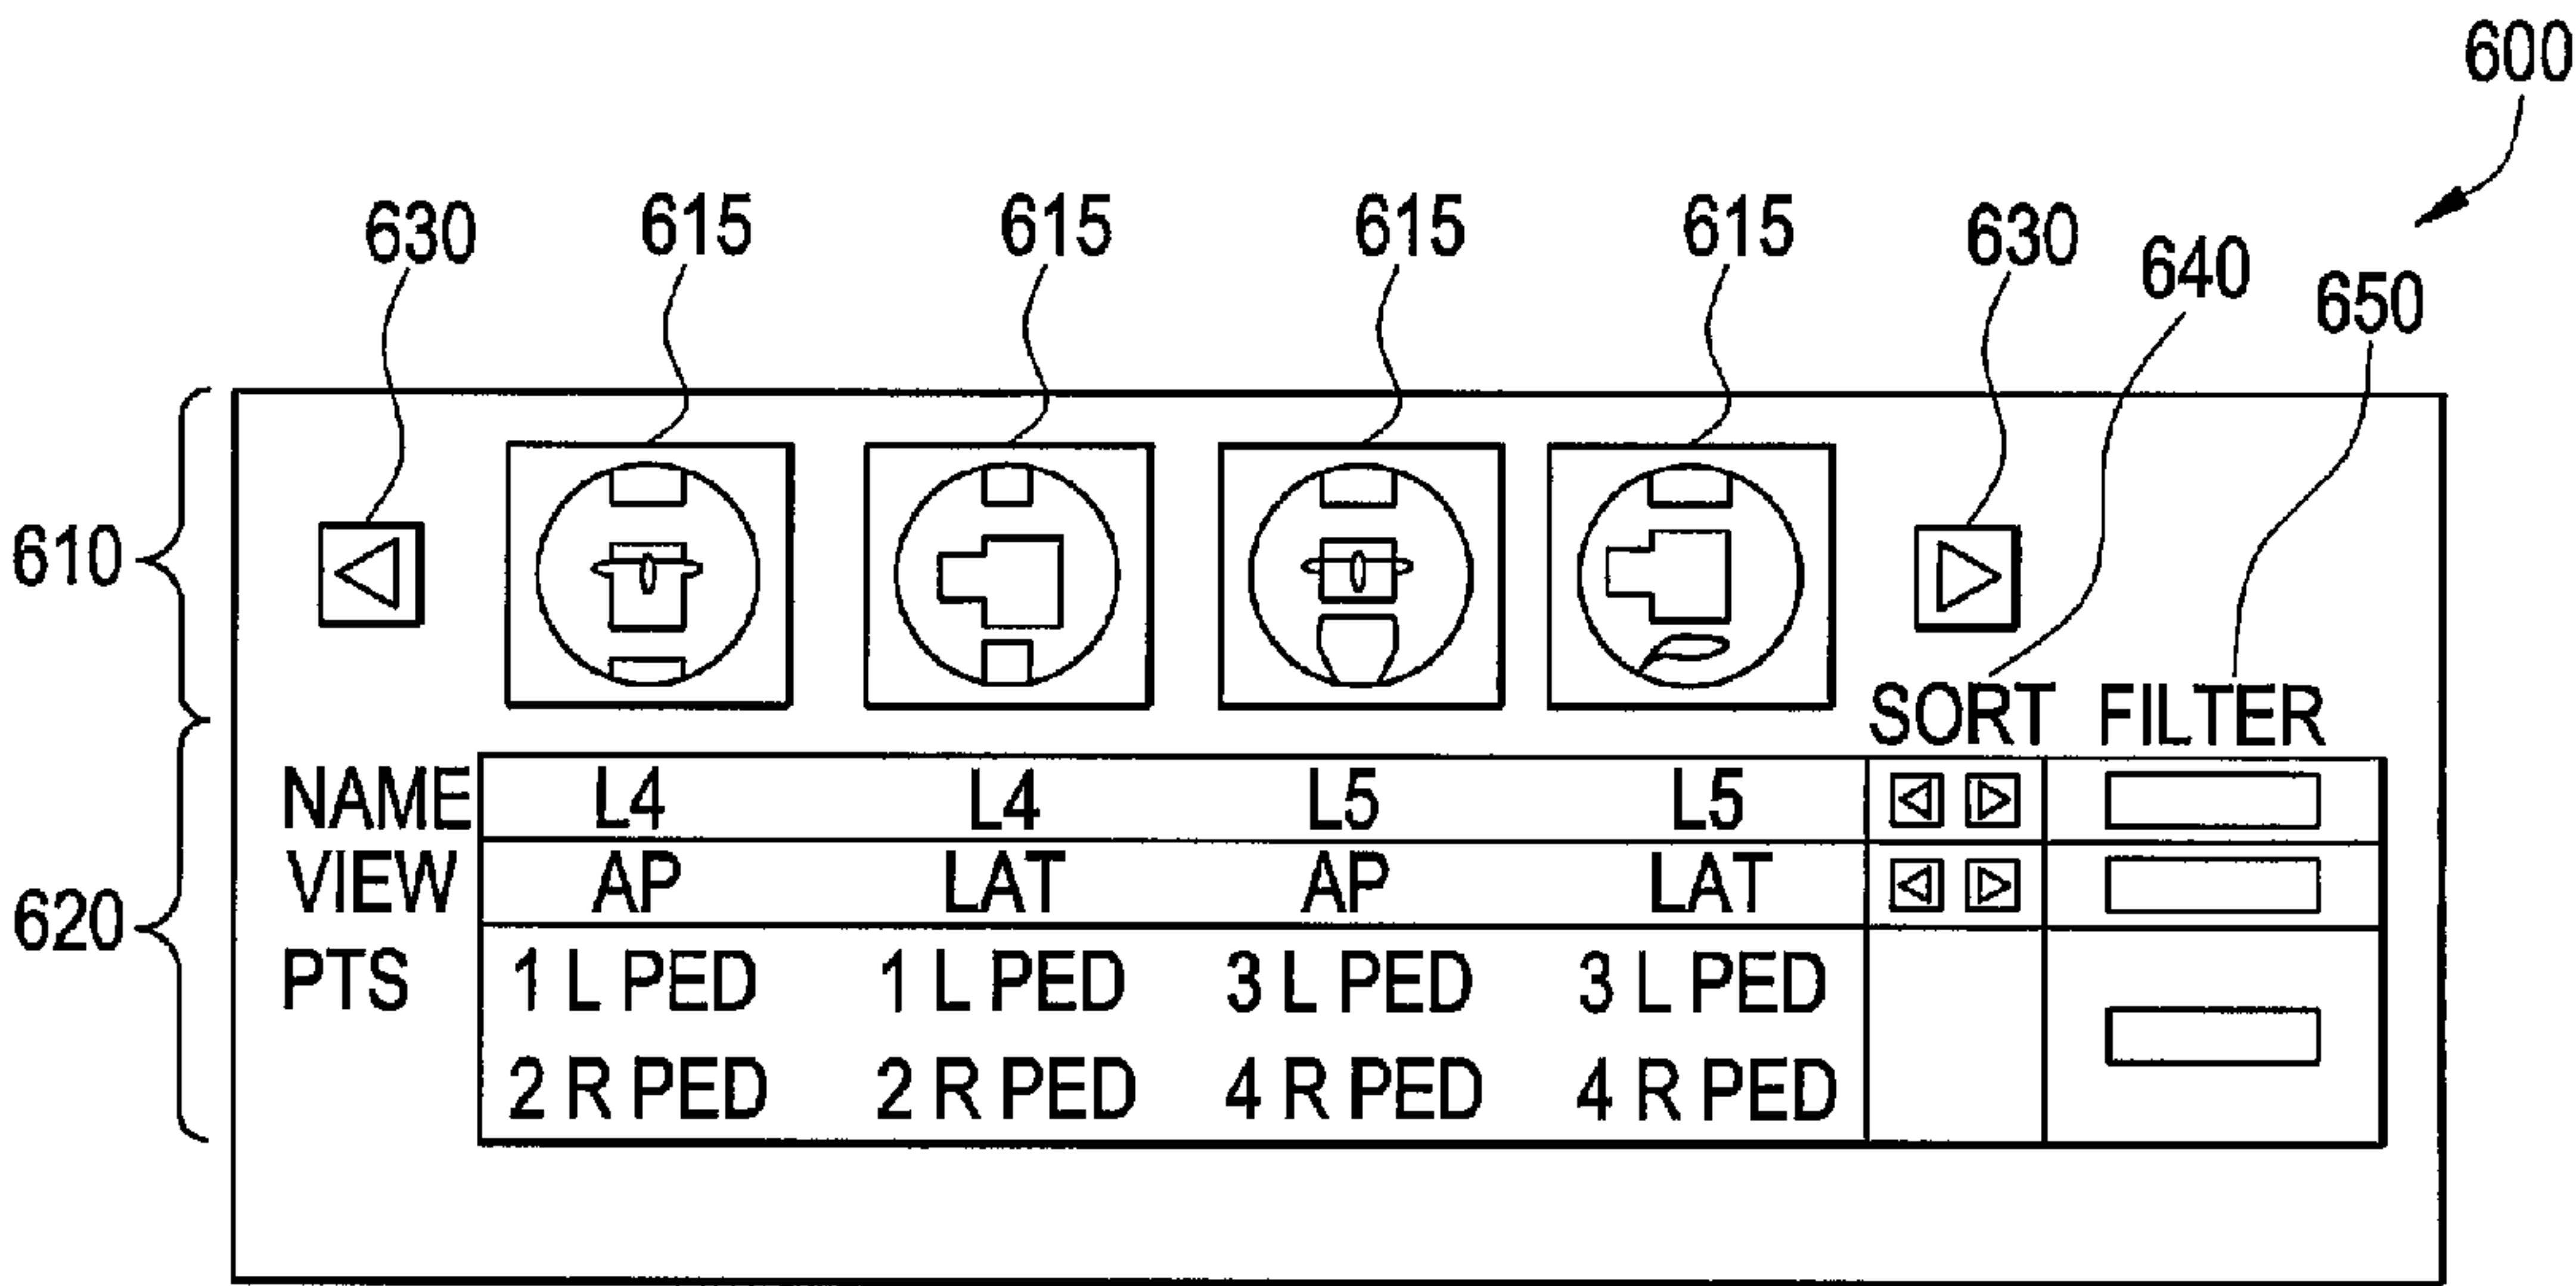 600
630 615 615 615 615 630 640 650
610
SORT FILTER
NAME L4 L4 L5 L5
620
VIEW AP LAT AP LAT
PTS 1 L PED 1 L PED 3 L PED 3 L PED
2 R PED 2 R PED 4 R PED 4 R PED